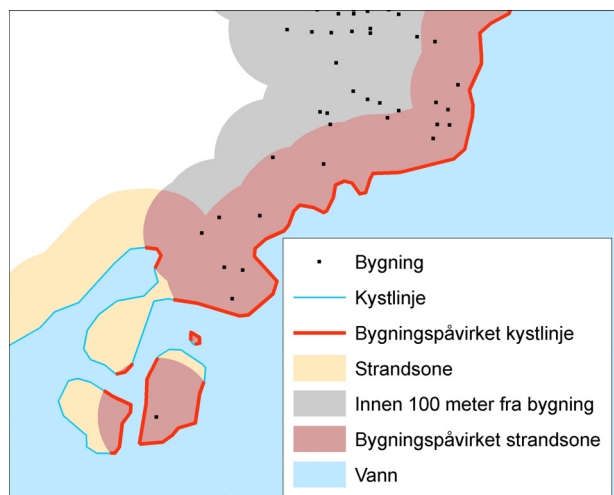 Bygning
Kystlinje
Bygningspåvirket kystlinje
Strandsone
Innen 100 meter fra bygning
Bygningspåvirket strandsone
Vann